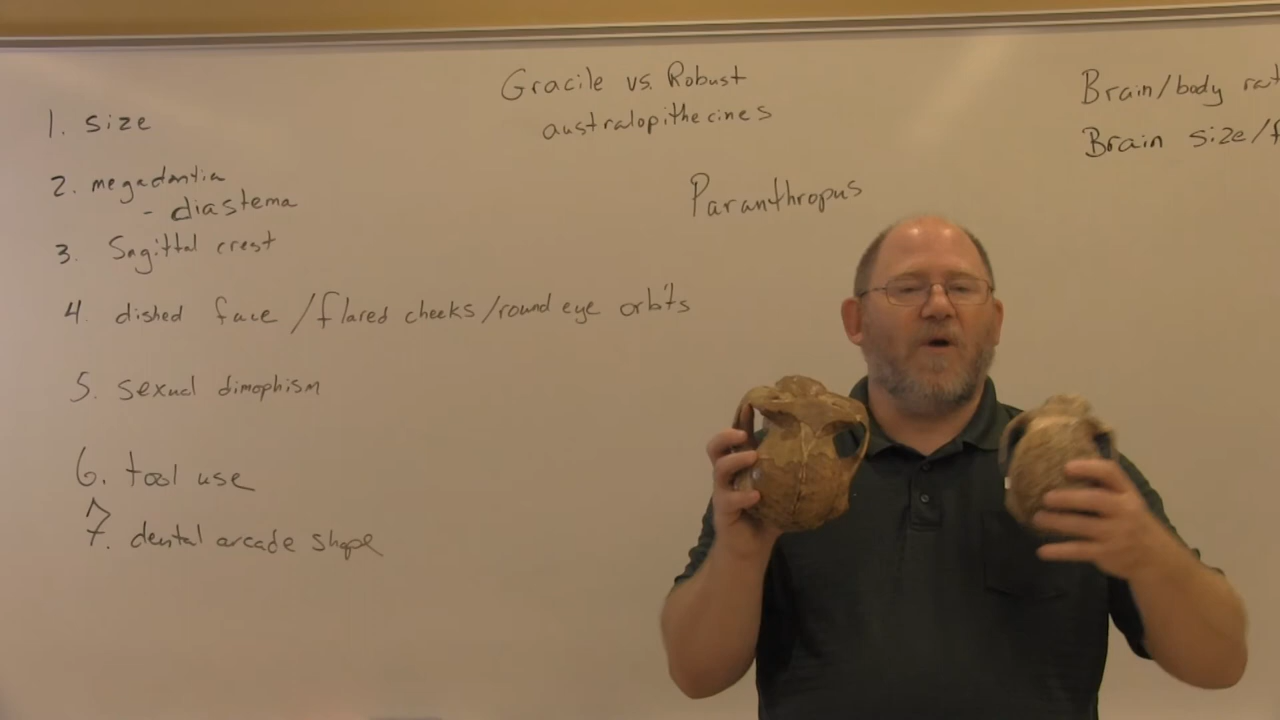 Gracile vs. Robust
australopithecines
Paranthropus
1. size
2. megadontia
- diastema
3. Sagittal crest
4. dished face /flared cheeks/round eye orbits
5. sexual dimophism
6. tool use
7. dental arcade shape
Brain/body rat
Brain size/f